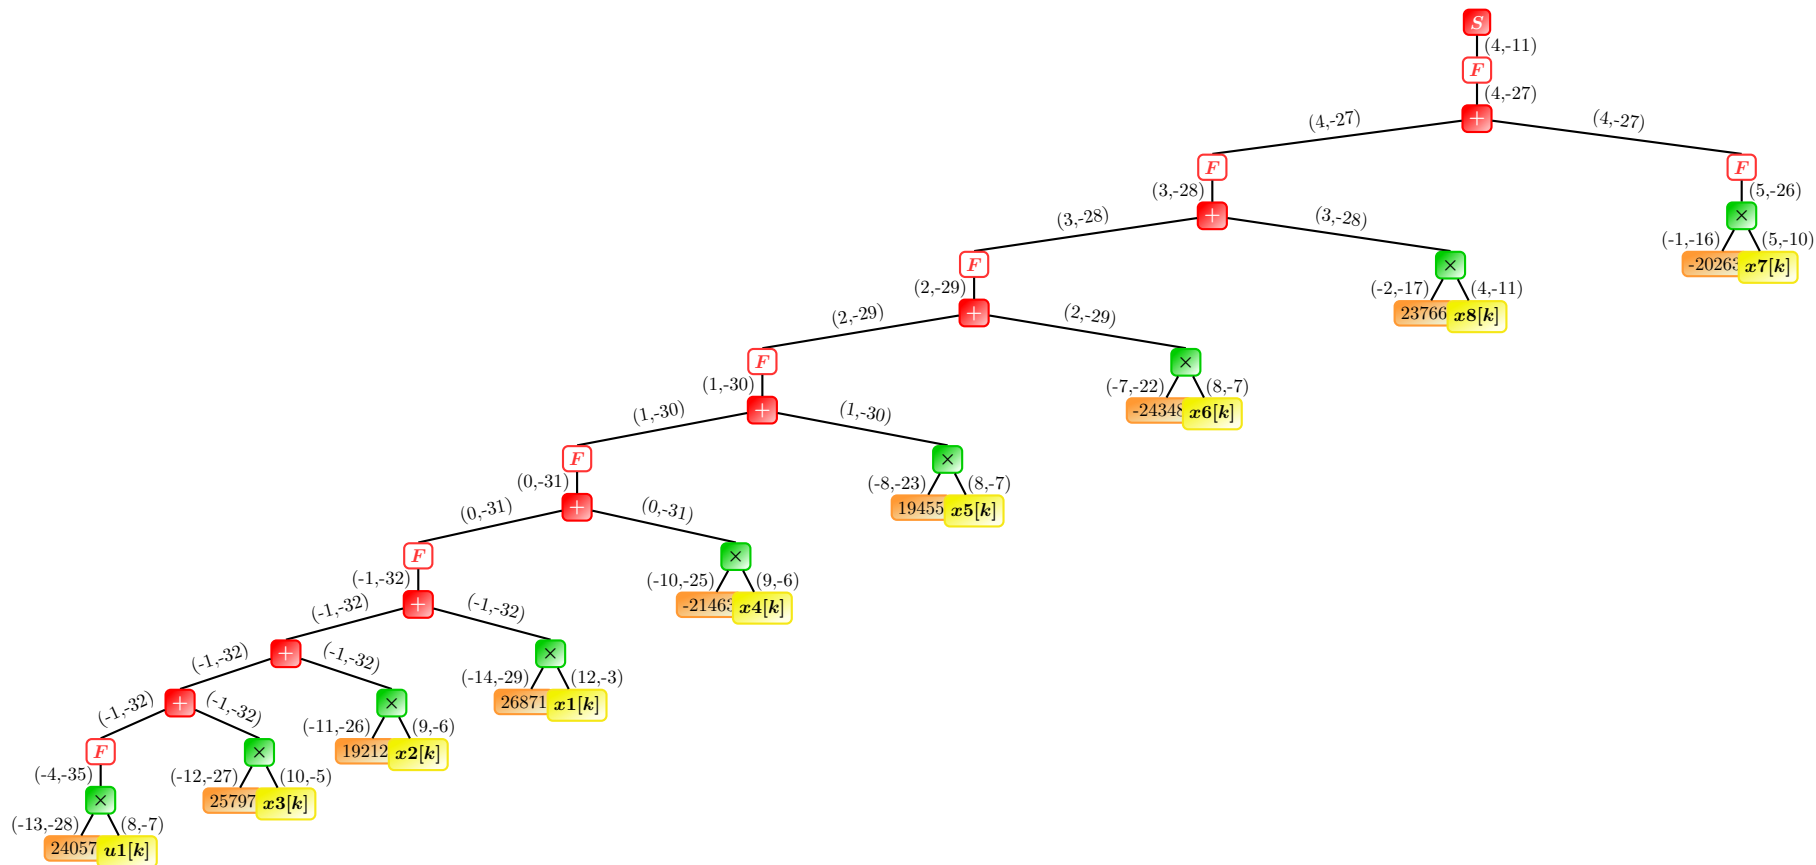 S
(4,-11)
F
(4,-27)
+
(4,-27) (4,-27)
F F
(3,-28) (5,-26)
+ ×
(3,-28) (3,-28) (-1,-16) (5,-10)
F × -20263 x7[k]
(2,-29) (-2,-17) (4,-11)
+ 23766 x8[k]
(2,-29) (2,-29)
F ×
(1,-30) (-7,-22) (8,-7)
+ -24348 x6[k]
(1,-30) (1,-30)
F ×
(0,-31) (-8,-23) (8,-7)
+ 19455 x5[k]
(0,-31) (0,-31)
F ×
(-1,-32) (-10,-25) (9,-6)
+ -21463 x4[k]
(-1,-32) (-1,-32)
+ ×
(-1,-32) (-1,-32) (-14,-29) (12,-3)
+ × 26871 x1[k]
(-1,-32) (-1,-32) (-11,-26) (9,-6)
F × 19212 x2[k]
(-4,-35) (-12,-27) (10,-5)
× 25797 x3[k]
(-13,-28) (8,-7)
24057 u1[k]